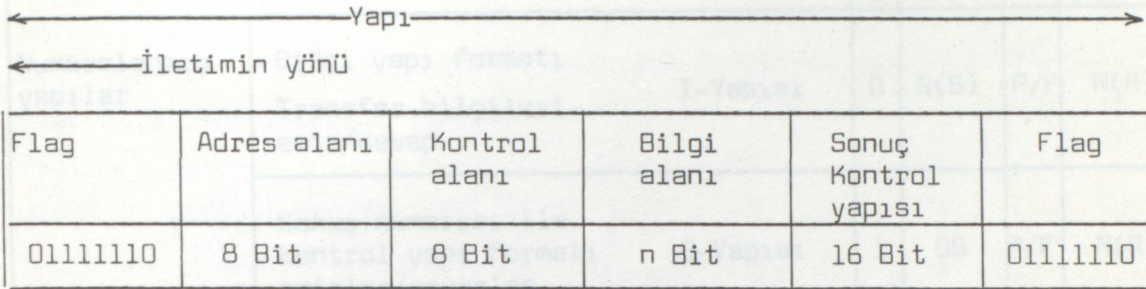 Yapı
İletimin yönü
Flag Adres alanı Kontrol alanı Bilgi alanı Sonuç Kontrol yapısı Flag
01111110 8 Bit 8 Bit n Bit 16 Bit 01111110